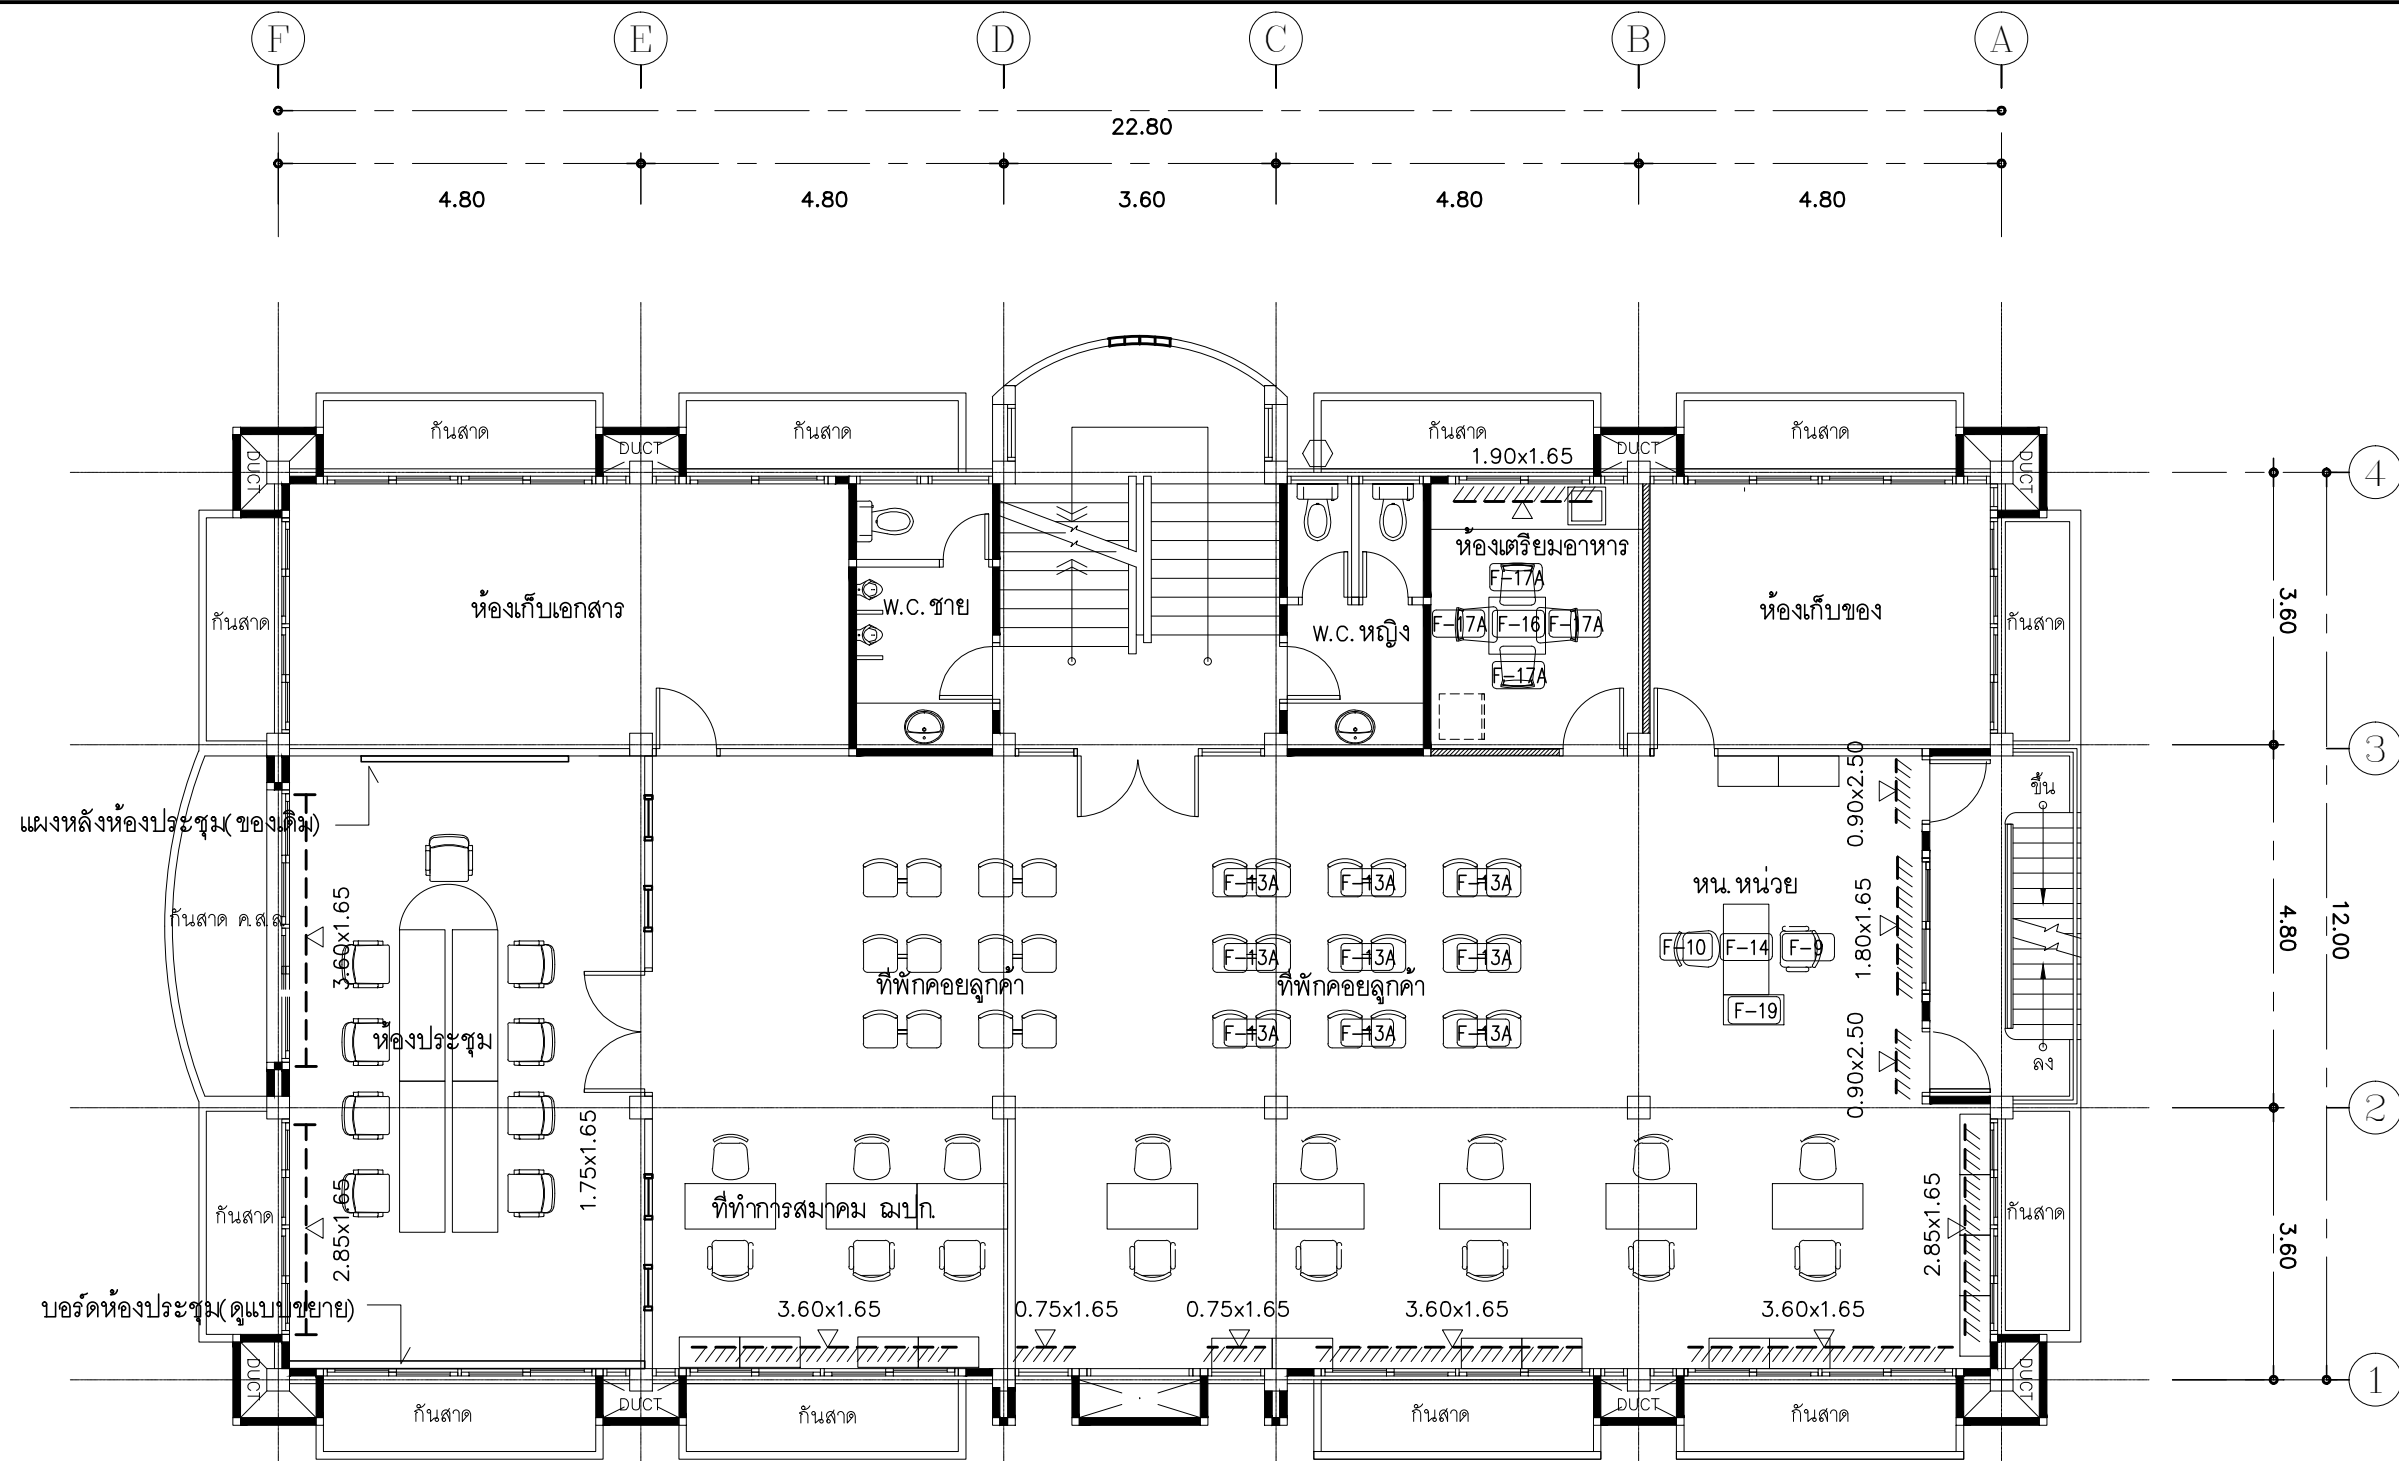 F E D C B A
22.80
4.80 4.80 3.60 4.80 4.80
กันสาด กันสาด กันสาด กันสาด
DUCT DUCT DUCT DUCT
1.90x1.65
4
ห้องเก็บเอกสาร
W.C.ชาย
W.C.หญิง
ห้องเตรียมอาหาร
F-17A
F-17A F-16 F-17A
F-17A
ห้องเก็บของ
กันสาด
กันสาด
3.60
3
แผงหลังห้องประชุม(ของเดิม)
0.90x2.50
ขึ้น
กันสาด ค.ส.ล
3.60x1.65
F-13A F-13A F-13A
F-13A F-13A F-13A
F-13A F-13A F-13A
ที่พักคอยลูกค้า
ที่พักคอยลูกค้า
หน.หน่วย
F-10 F-14 F-9
F-19
1.80x1.65
4.80
12.00
ห้องประชุม
0.90x2.50
ลง
2
1.75x1.65
กันสาด
2.85x1.65
ที่ทำการสมาคม ฌปก.
2.85x1.65
กันสาด
3.60
บอร์ดห้องประชุม(ดูแบบขยาย)
3.60x1.65 0.75x1.65 0.75x1.65 3.60x1.65 3.60x1.65
1
DUCT DUCT DUCT DUCT
กันสาด กันสาด กันสาด กันสาด